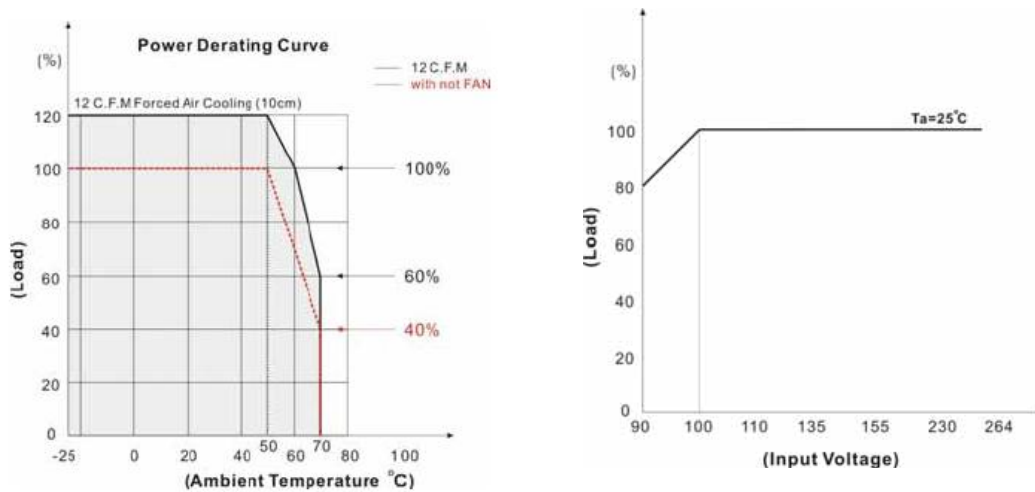 Power Derating Curve
(%)
12 C.F.M
with not FAN
12 C.F.M Forced Air Cooling (10cm)
120
100
80
60
40
20
0
100%
60%
40%
(Load)
-25 0 20 40 50 60 70 80 100
(Ambient Temperature °C)
(%)
Ta=25°C
100
80
60
40
20
0
(Load)
90 100 110 135 155 230 264
(Input Voltage)